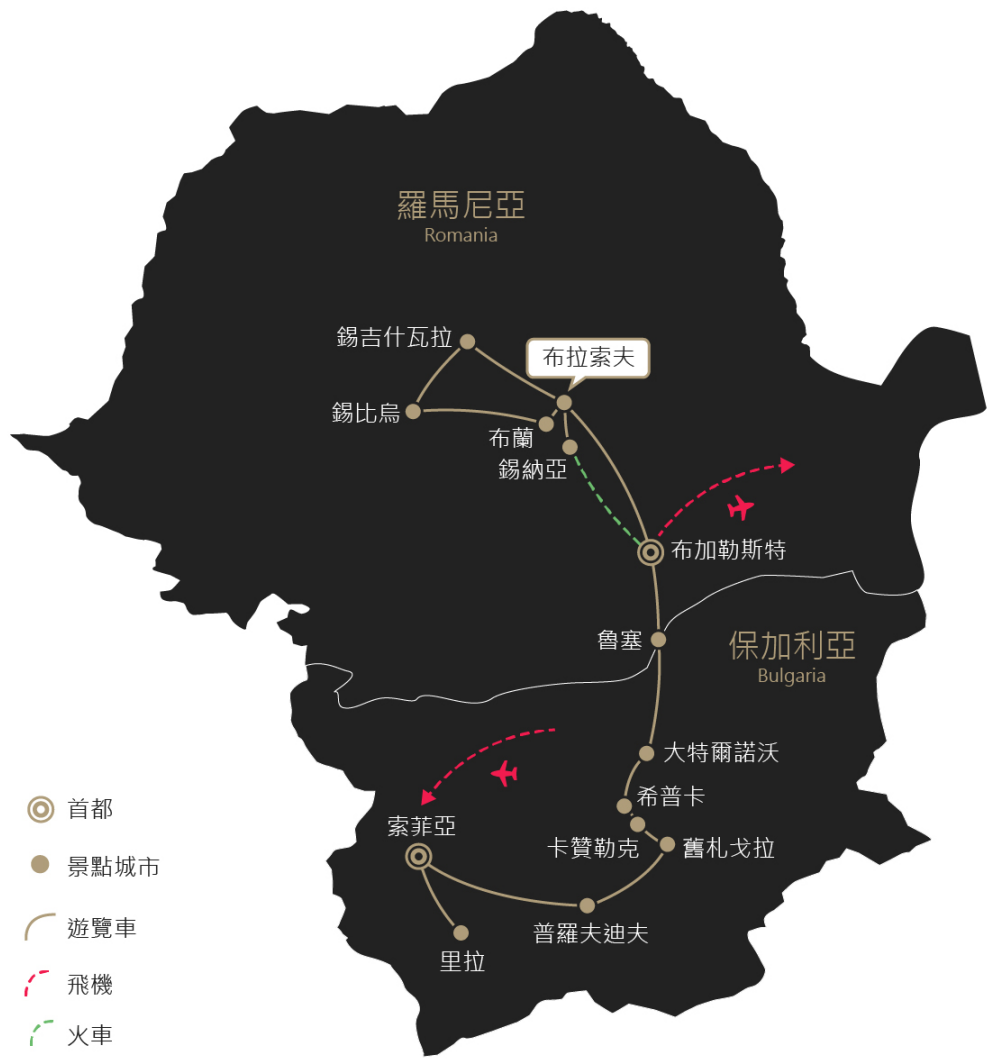 羅馬尼亞
Romania
錫吉什瓦拉
布拉索夫
錫比烏
布蘭
錫納亞
布加勒斯特
魯塞
保加利亞
Bulgaria
大特爾諾沃
希普卡
索菲亞
卡贊勒克
舊札戈拉
普羅夫迪夫
里拉
首都
景點城市
遊覽車
飛機
火車